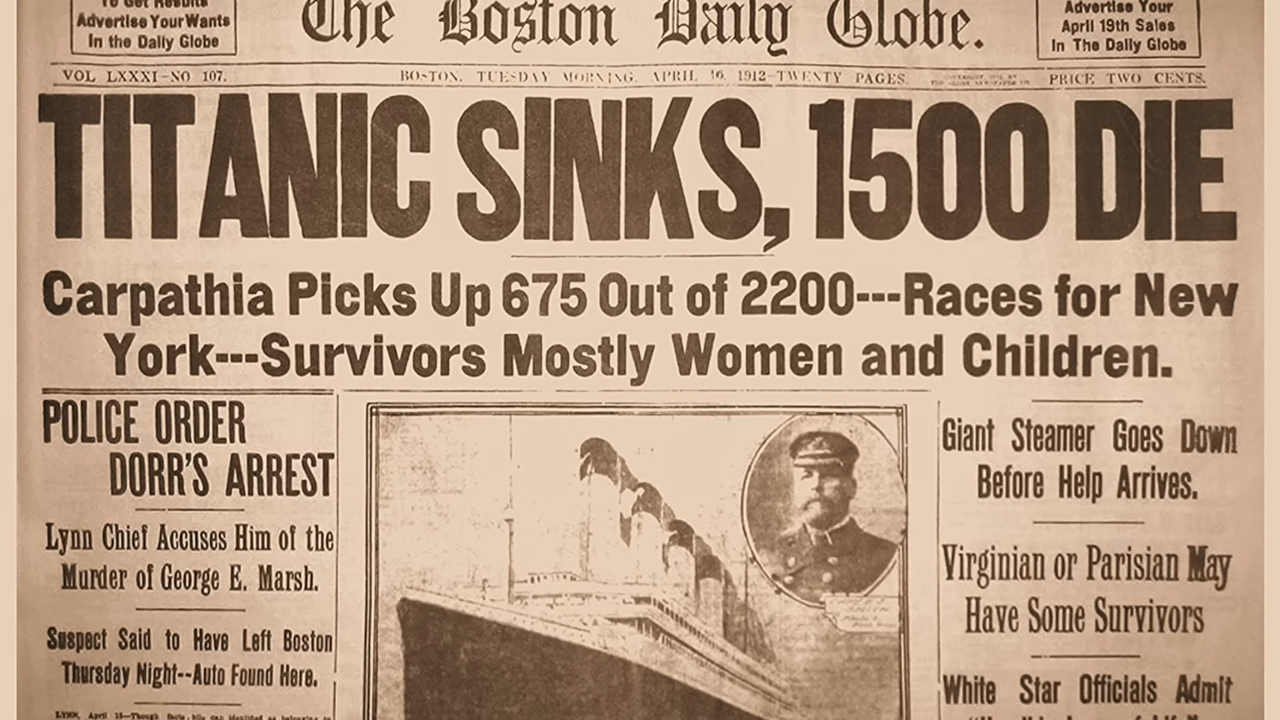 To Get Results
Advertise Your Wants
In the Daily Globe
The Boston Daily Globe.
Advertise Your
April 19th Sales
In The Daily Globe
VOL LXXXI-NO 107.
BOSTON, TUESDAY MORNING, APRIL 16, 1912-TWENTY PAGES.
PRICE TWO CENTS.
TITANIC SINKS, 1500 DIE
Carpathia Picks Up 675 Out of 2200---Races for New
York---Survivors Mostly Women and Children.
POLICE ORDER
DORR'S ARREST
Lynn Chief Accuses Him of the
Murder of George E. Marsh.
Suspect Said to Have Left Boston
Thursday Night--Auto Found Here.
Giant Steamer Goes Down
Before Help Arrives.
Virginian or Parisian May
Have Some Survivors
White Star Officials Admit